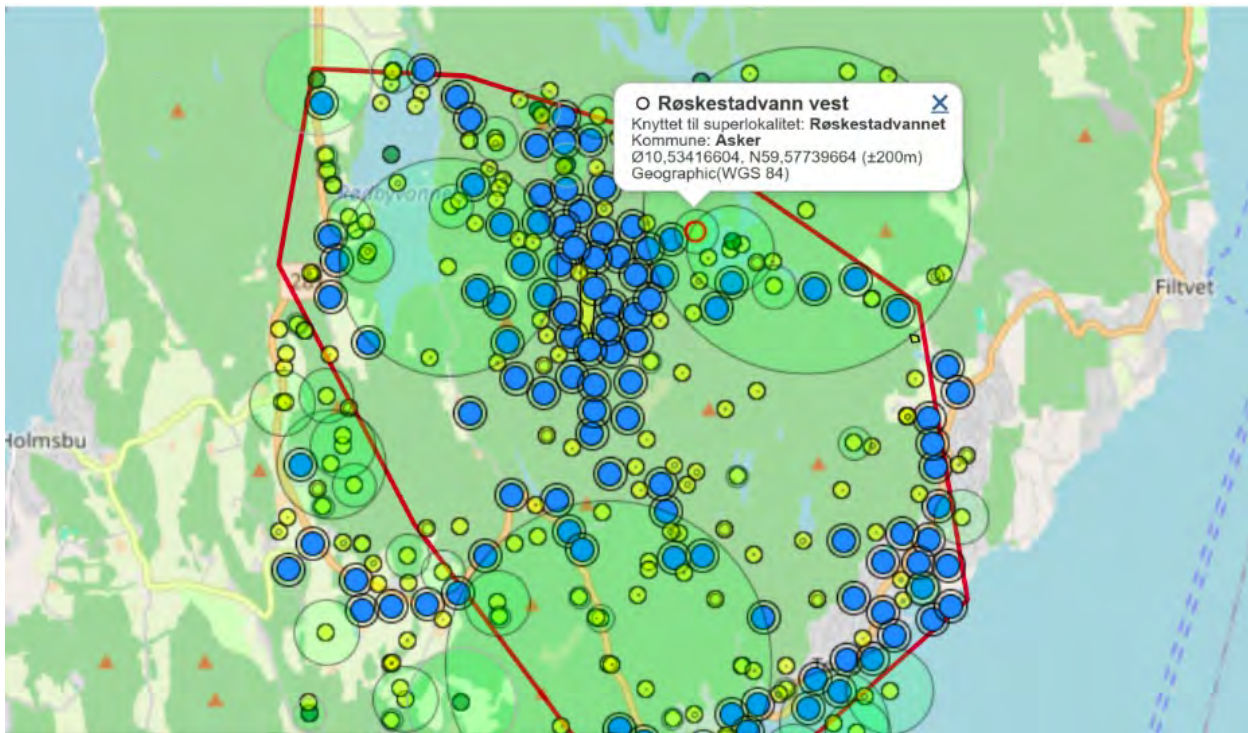 Røskestadvann vest
Knyttet til superlokalitet: Røskestadvannet
Kommune: Asker
Ø10,53416604, N59,57739664 (±200m)
Geographic(WGS 84)
Filtvet
Holmsbu